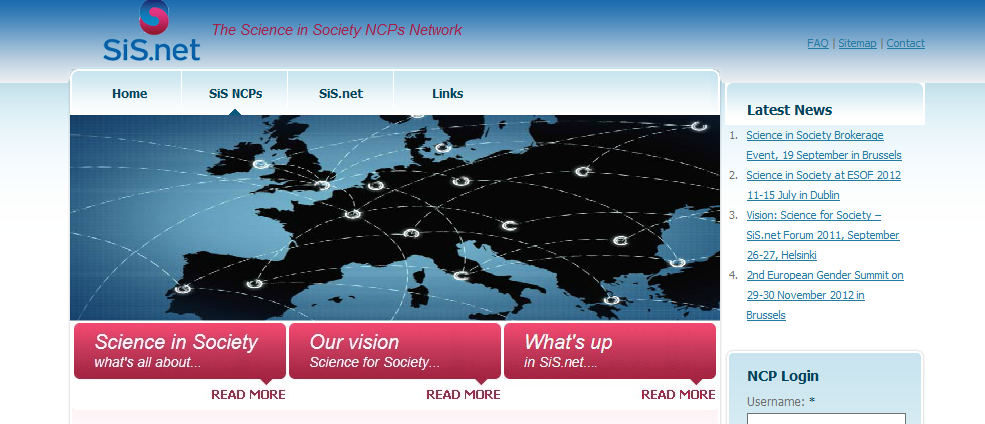 SiS.net
The Science in Society NCPs Network
FAQ | Sitemap | Contact
Home
SiS NCPs
SiS.net
Links
Latest News
1. Science in Society Brokerage
Event, 19 September in Brussels
2. Science in Society at ESOF 2012
11-15 July in Dublin
3. Vision: Science for Society –
SiS.net Forum 2011, September
26-27, Helsinki
4. 2nd European Gender Summit on
29-30 November 2012 in
Brussels
Science in Society
what's all about...
READ MORE
Our vision
Science for Society...
READ MORE
What's up
in SiS.net....
READ MORE
NCP Login
Username: *